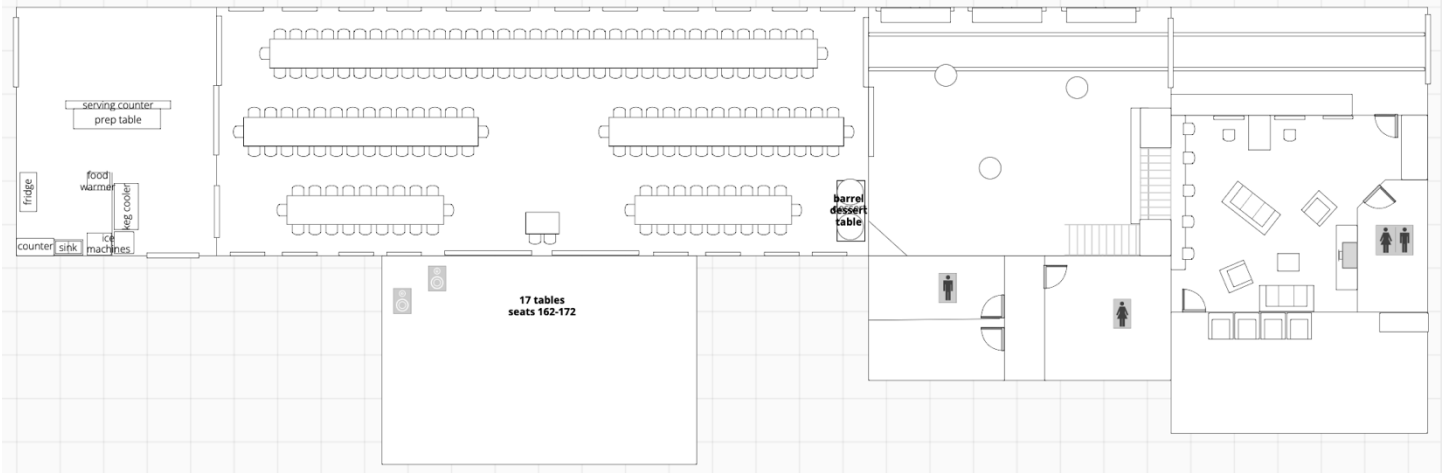 serving counter
prep table
food
warmer
fridge
keg cooler
counter
sink
ice
machines
barrel
dessert
table
17 tables
seats 162-172